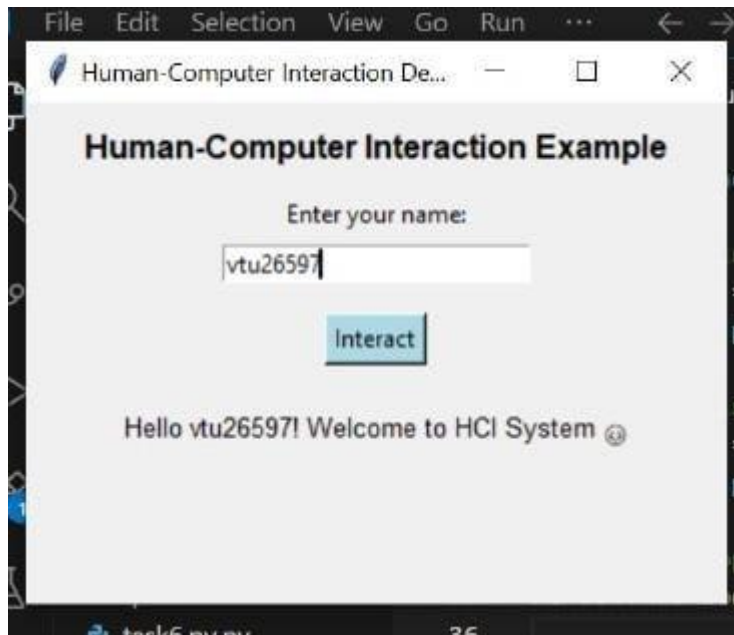 File Edit Selection View Go Run ...
Human-Computer Interaction De...
Human-Computer Interaction Example
Enter your name:
vtu26597
Interact
Hello vtu26597! Welcome to HCI System ☺
1
36